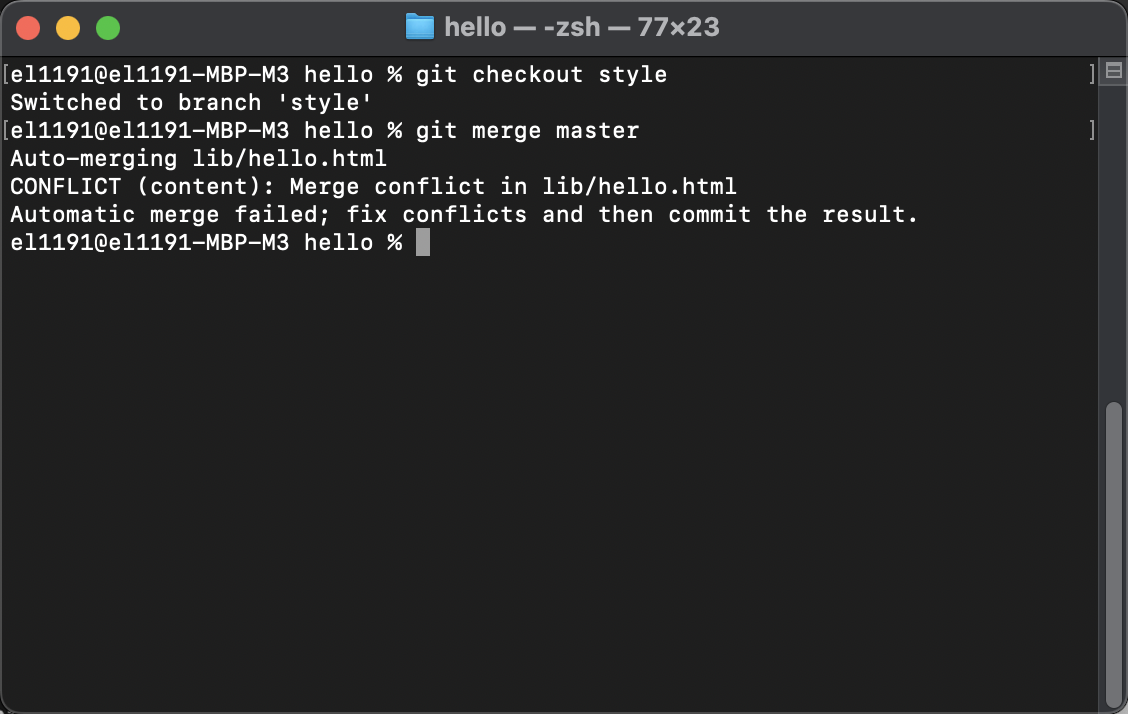 hello — -zsh — 77×23
[el1191@el1191-MBP-M3 hello % git checkout style ]
Switched to branch 'style'
[el1191@el1191-MBP-M3 hello % git merge master ]
Auto-merging lib/hello.html
CONFLICT (content): Merge conflict in lib/hello.html
Automatic merge failed; fix conflicts and then commit the result.
el1191@el1191-MBP-M3 hello %